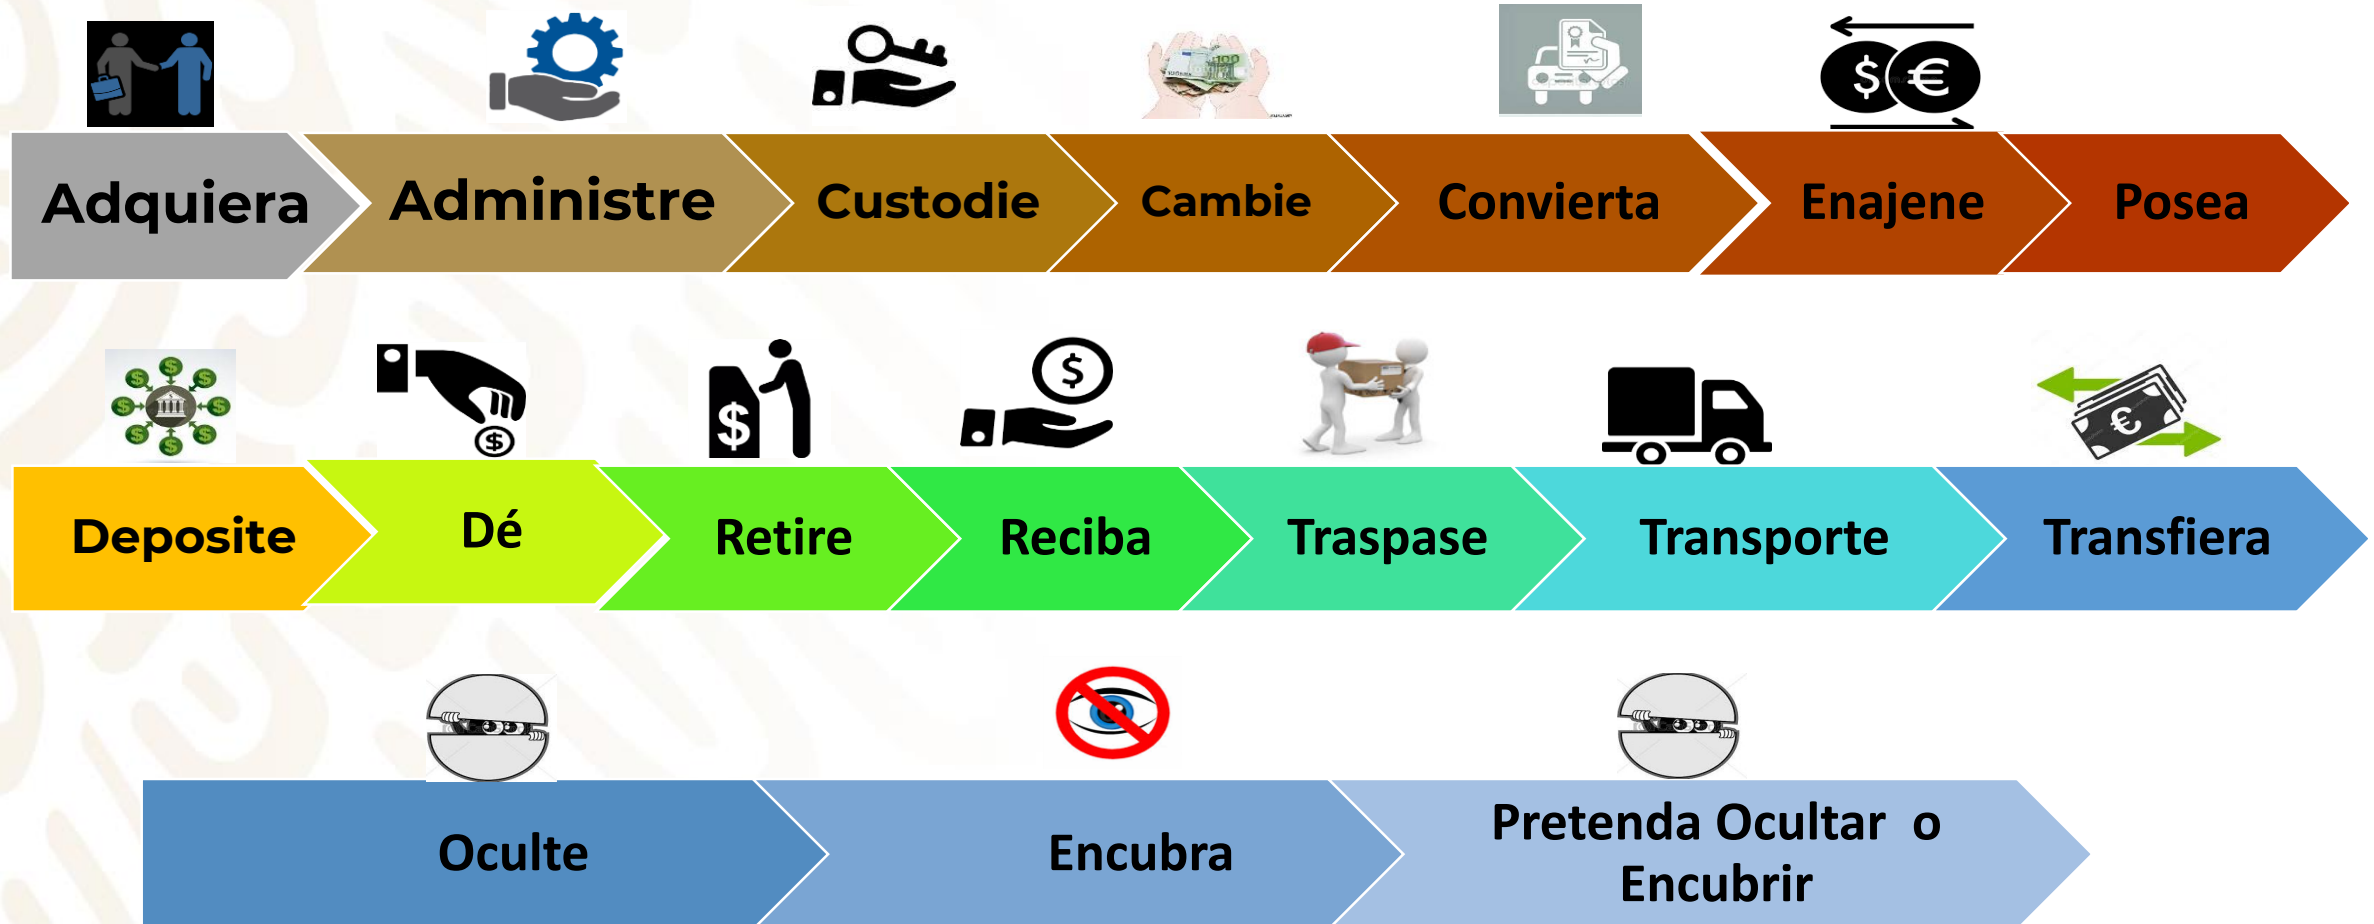 Adquiera
Administre
Custodie
Cambie
Convierta
Enajene
Posea
Deposite
Dé
Retire
Reciba
Traspase
Transporte
Transfiera
Oculte
Encubra
Pretenda Ocultar o
Encubrir